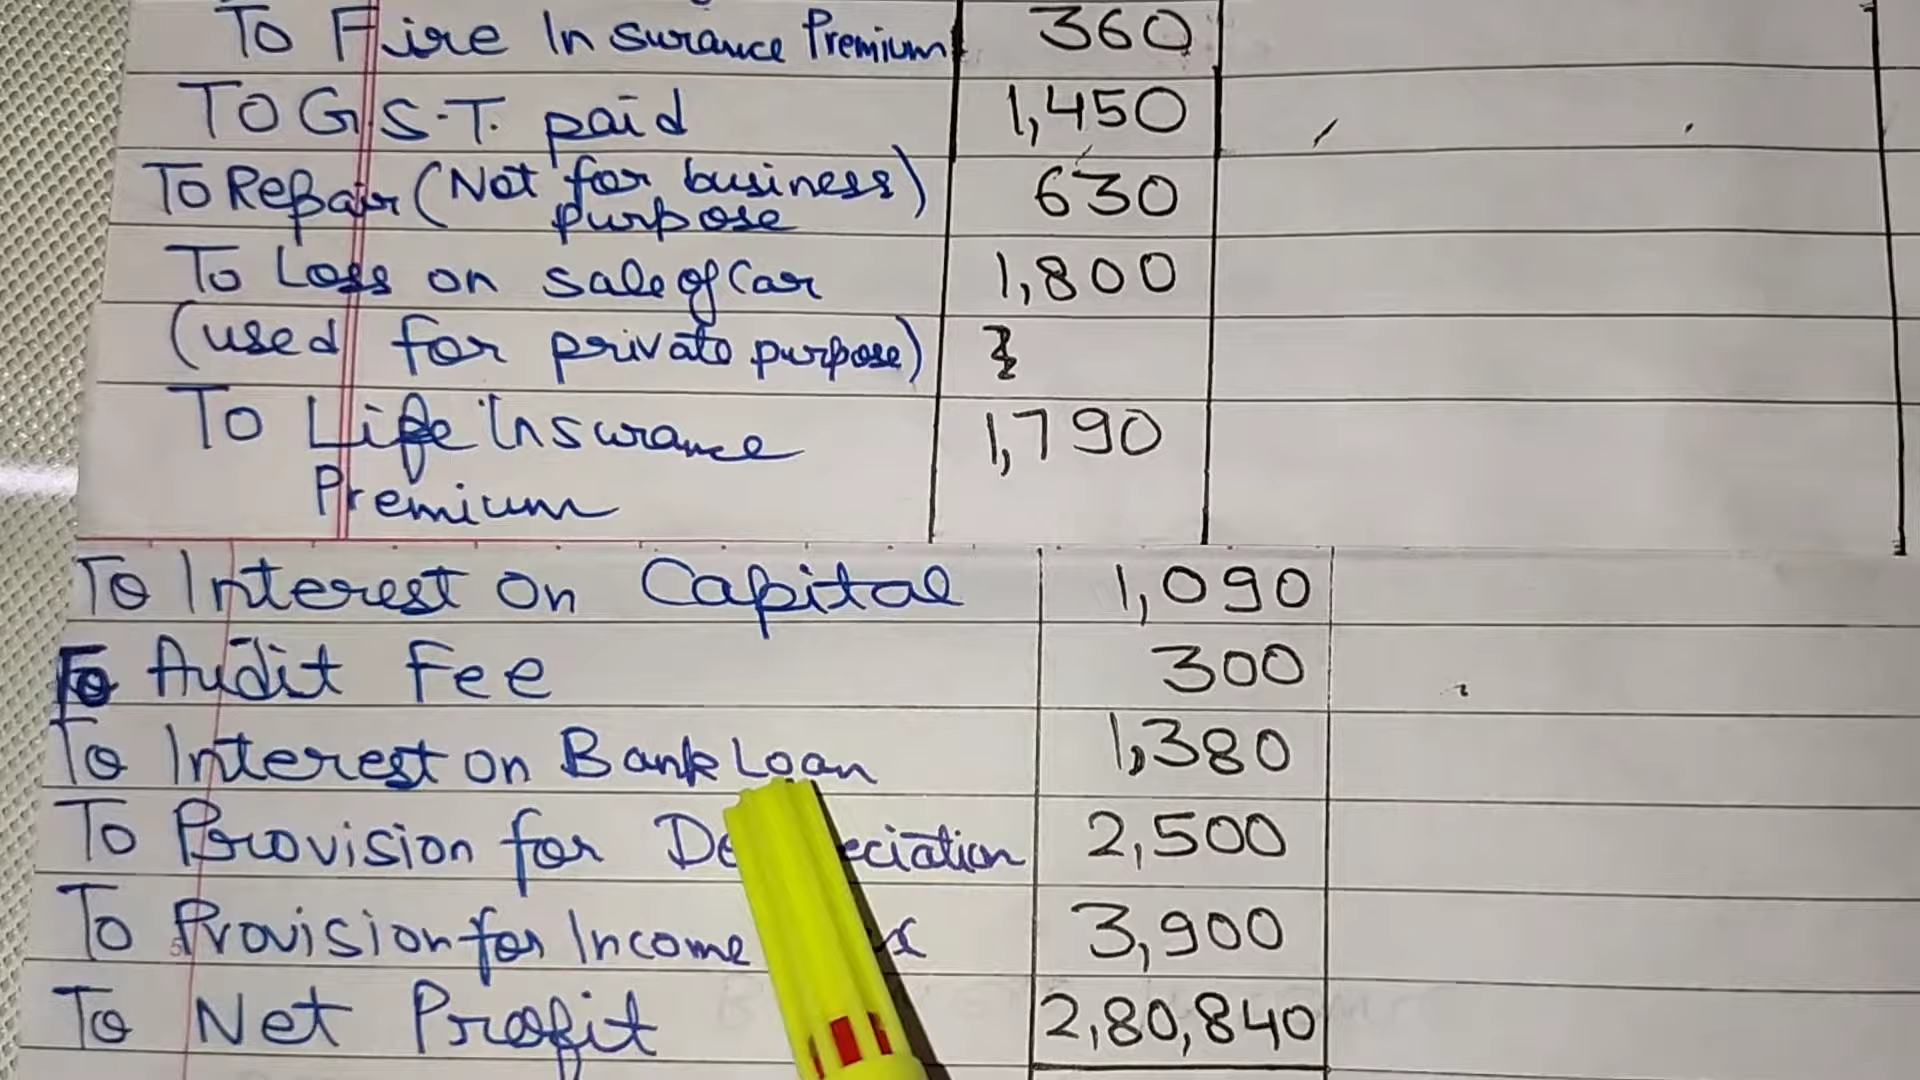 To Fire Insurance Premium 360
To G.S.T. paid 1,450
To Repair (Not for business) 630
purpose
To Loss on sale of Car 1,800
(used for private purpose)
To Life Insurance 1,790
Premium
To Interest On Capital 1,090
To Audit Fee 300
To Interest on Bank Loan 1,380
To Provision for 2,500
To Provision for Income 3,900
To Net Profit 2,80,840